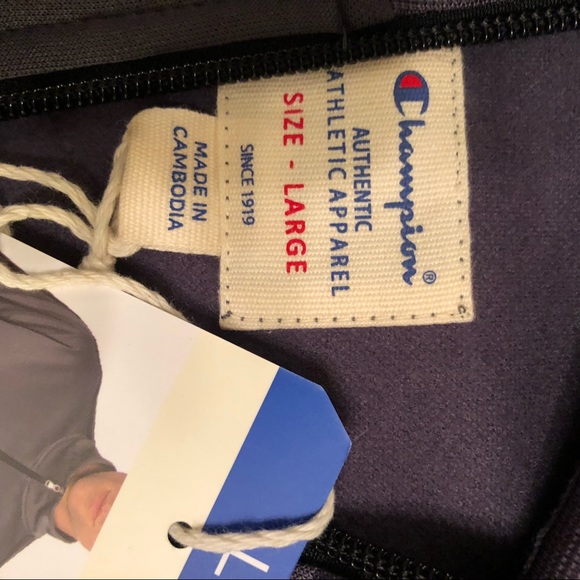 Champion®
AUTHENTIC
ATHLETIC APPAREL
SIZE - LARGE
SINCE 1919
MADE IN
CAMBODIA